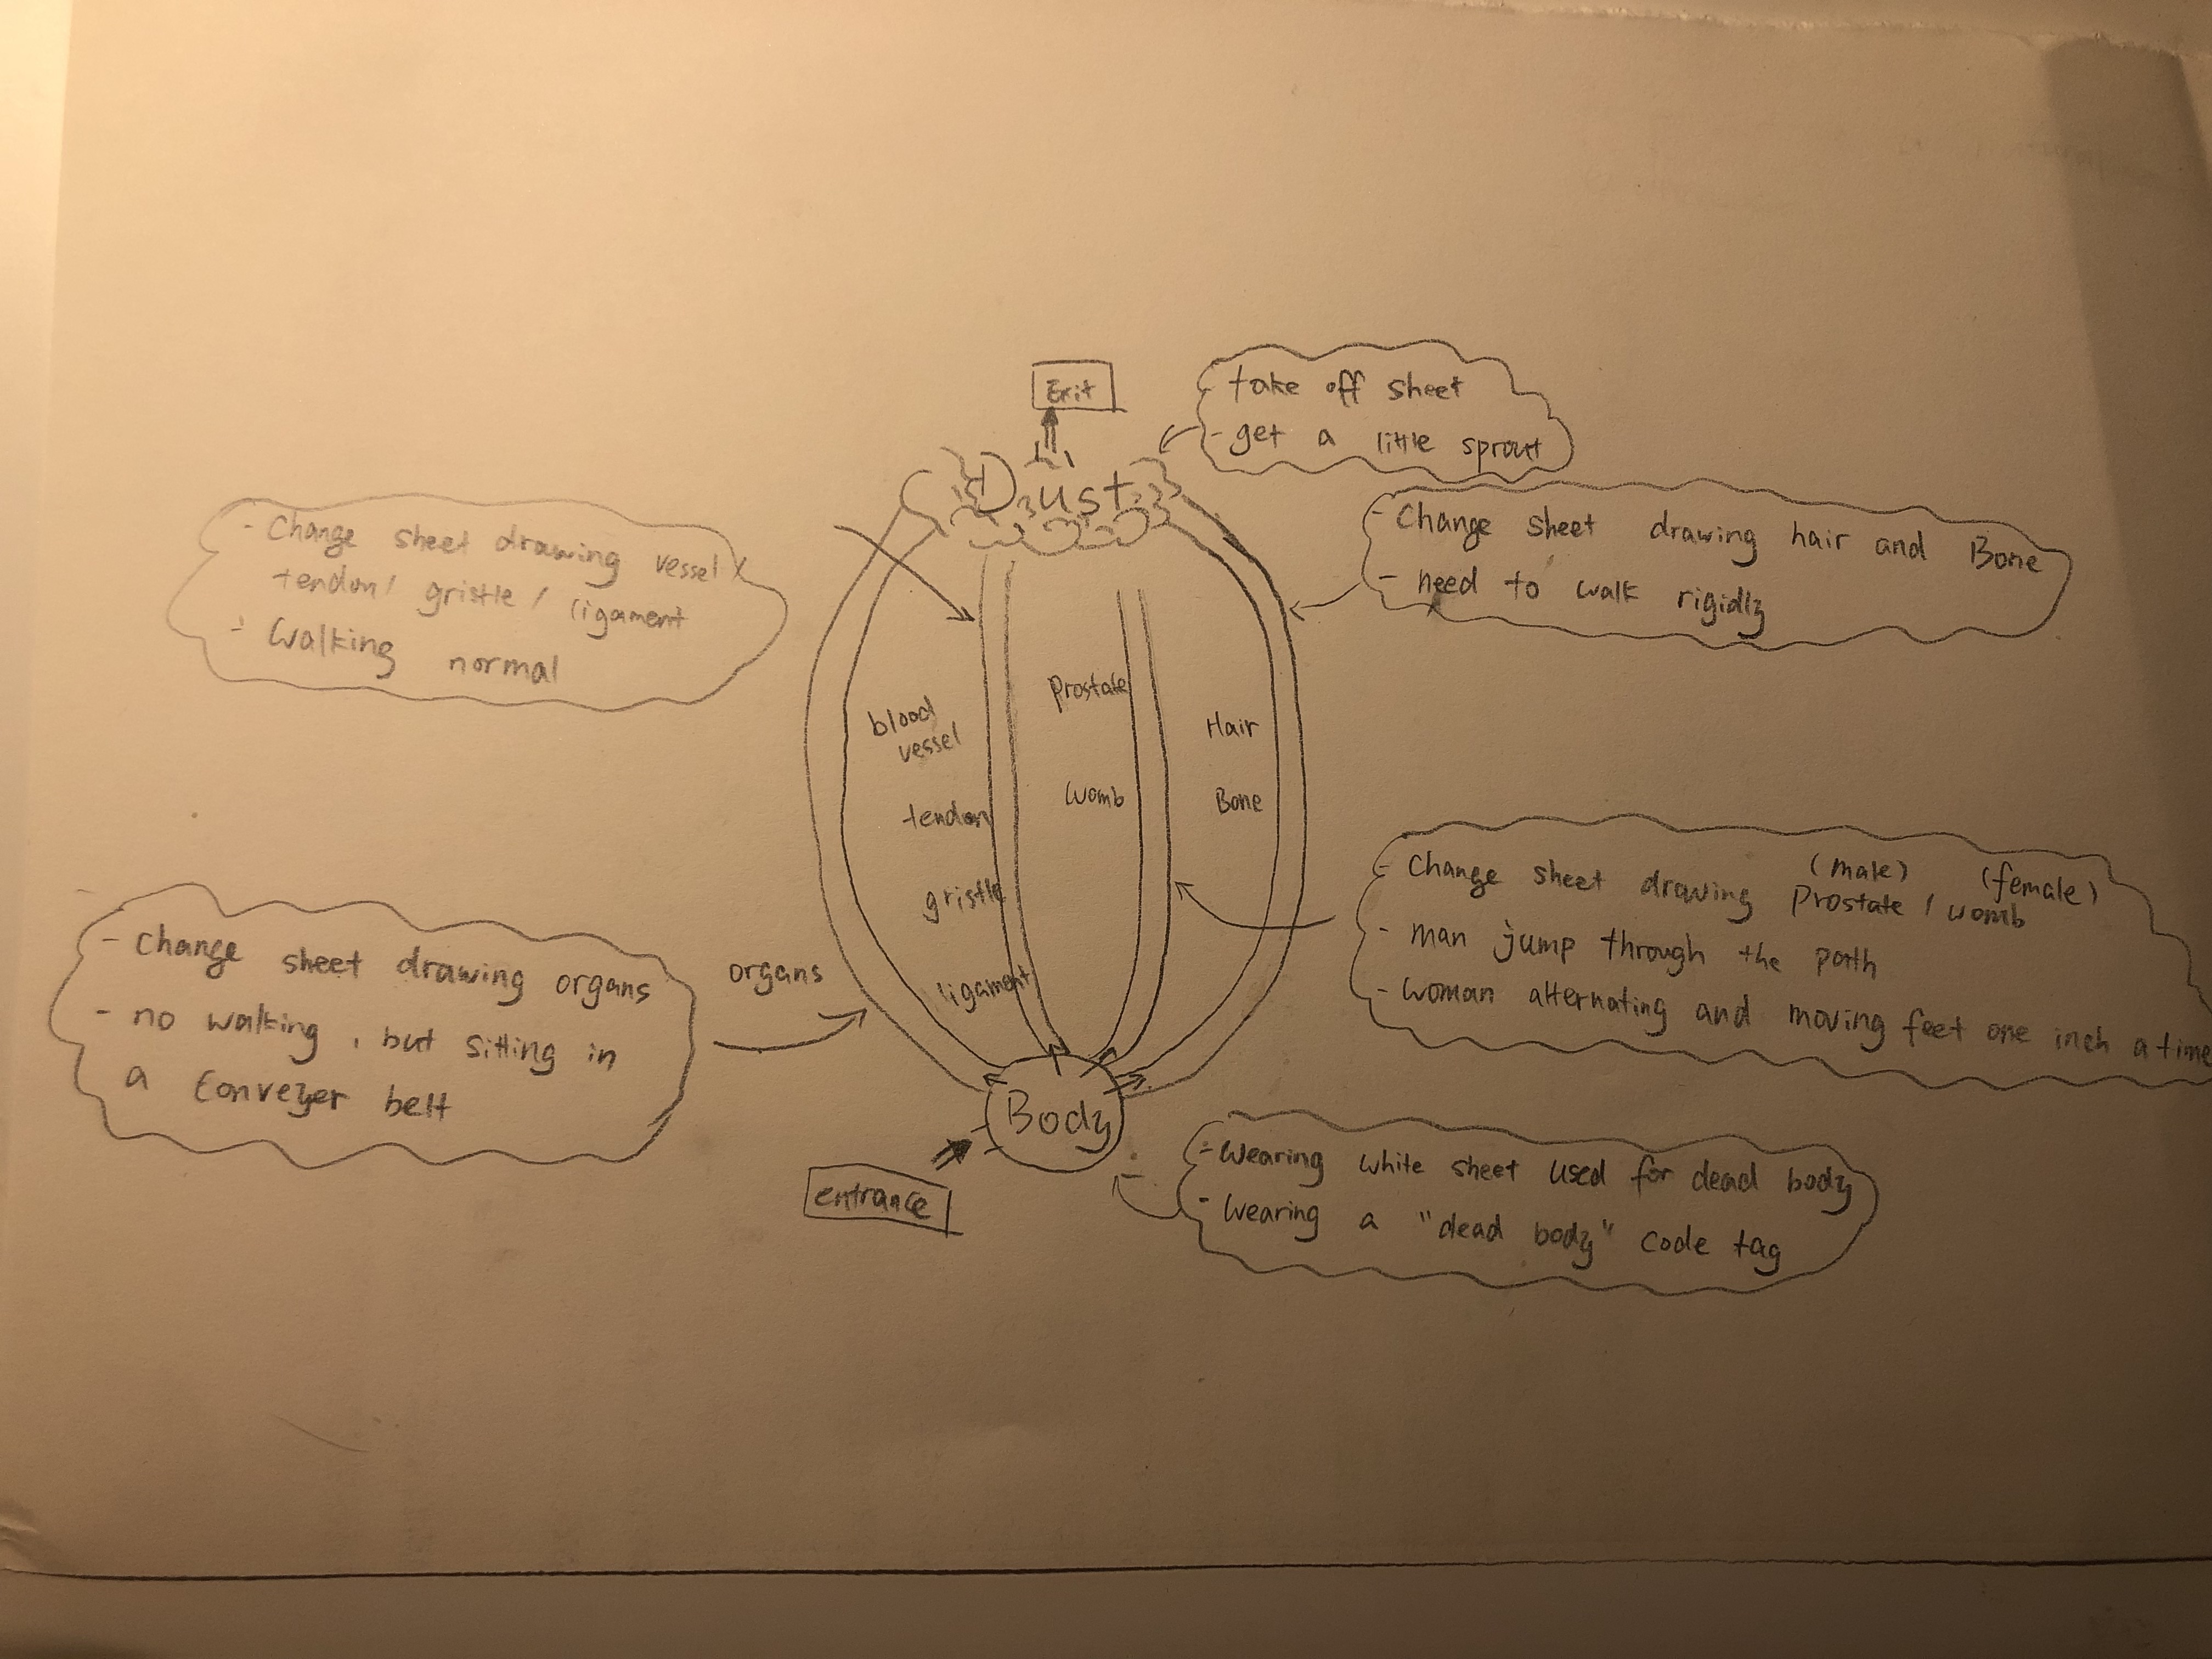 Exit
Dust
take off sheet
- get a little sprout
- Change sheet drawing vessel/
tendon/ gristle / ligament
- Walking normal
- Change sheet drawing hair and Bone
- need to walk rigidly
blood
vessel
tendon
gristle
ligament
Prostate
Womb
Hair
Bone
- Change sheet drawing organs
- no walking, but sitting in
a conveyer belt
organs
(male) (female)
- Change sheet drawing Prostate / womb
- man jump through the path
- woman alternating and moving feet one inch a time
entrance
Body
- Wearing white sheet used for dead body
- Wearing a "dead body" code tag